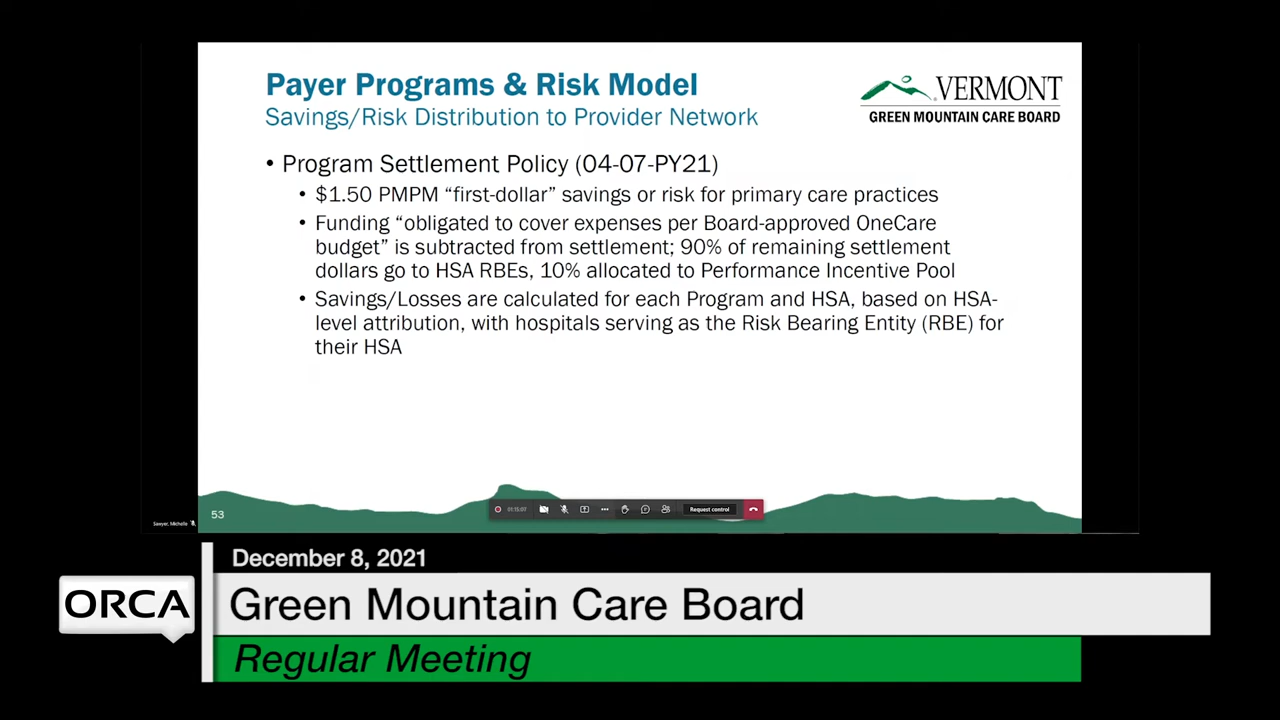 Payer Programs & Risk Model
Savings/Risk Distribution to Provider Network
VERMONT
GREEN MOUNTAIN CARE BOARD
• Program Settlement Policy (04-07-PY21)
• $1.50 PMPM “first-dollar” savings or risk for primary care practices
• Funding “obligated to cover expenses per Board-approved OneCare
budget” is subtracted from settlement; 90% of remaining settlement
dollars go to HSA RBEs, 10% allocated to Performance Incentive Pool
• Savings/Losses are calculated for each Program and HSA, based on HSA-
level attribution, with hospitals serving as the Risk Bearing Entity (RBE) for
their HSA
53
01:15:07
Request control
Sawyer, Michelle
December 8, 2021
ORCA
Green Mountain Care Board
Regular Meeting